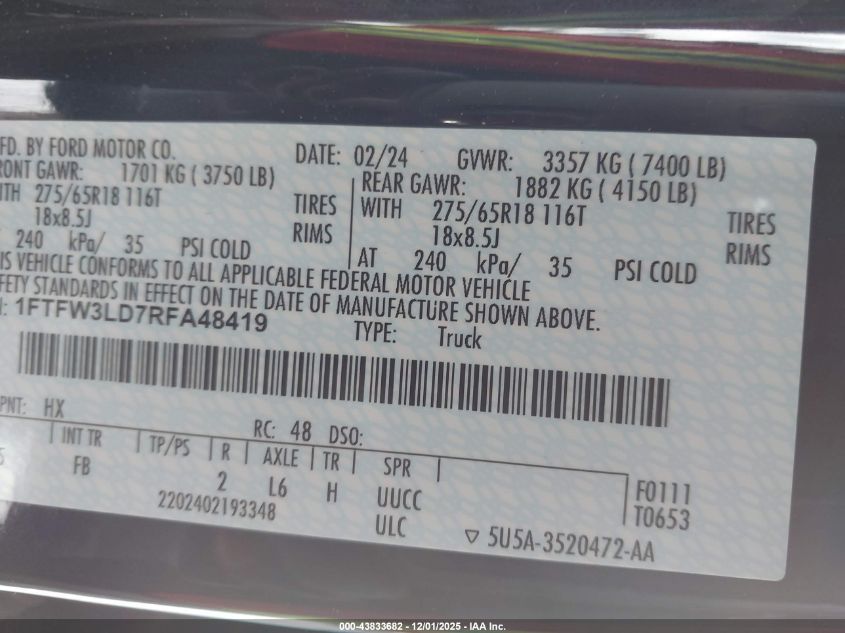 FD. BY FORD MOTOR CO. DATE: 02/24 GVWR: 3357 KG ( 7400 LB)
RONT GAWR: 1701 KG ( 3750 LB) REAR GAWR: 1882 KG ( 4150 LB)
ITH 275/65R18 116T TIRES WITH 275/65R18 116T TIRES
18x8.5J RIMS 18x8.5J RIMS
240 kPa/ 35 PSI COLD AT 240 kPa/ 35 PSI COLD
IS VEHICLE CONFORMS TO ALL APPLICABLE FEDERAL MOTOR VEHICLE
FETY STANDARDS IN EFFECT ON THE DATE OF MANUFACTURE SHOWN ABOVE.
: 1FTFW3LD7RFA48419 TYPE: Truck
PNT: HX RC: 48 DSO:
INT TR TP/PS R AXLE TR SPR
FB 2 L6 H UUCC F0111
2202402193348 ULC T0653
5U5A-3520472-AA
000-43833682 - 12/01/2025 - IAA Inc.